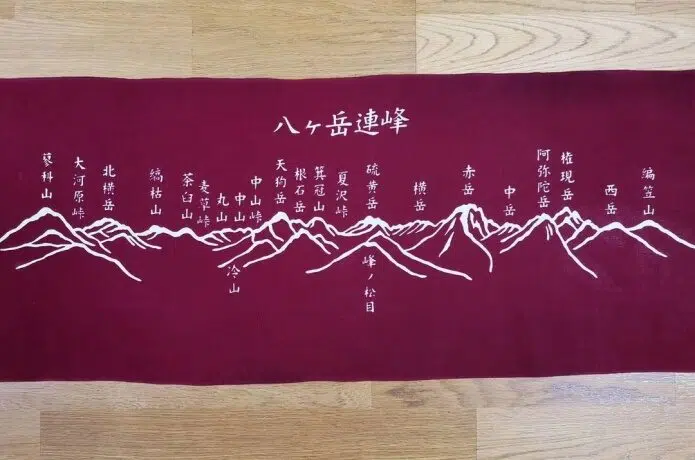 八ヶ岳連峰
蓼科山
大河原峠
北横岳
縞枯山
茶臼山
麦草峠
丸山
中山
中山峠
天狗岳
根石岳
箕冠山
夏沢峠
硫黄岳
横岳
赤岳
中岳
阿弥陀岳
権現岳
西岳
編笠山
冷山
峰ノ松目